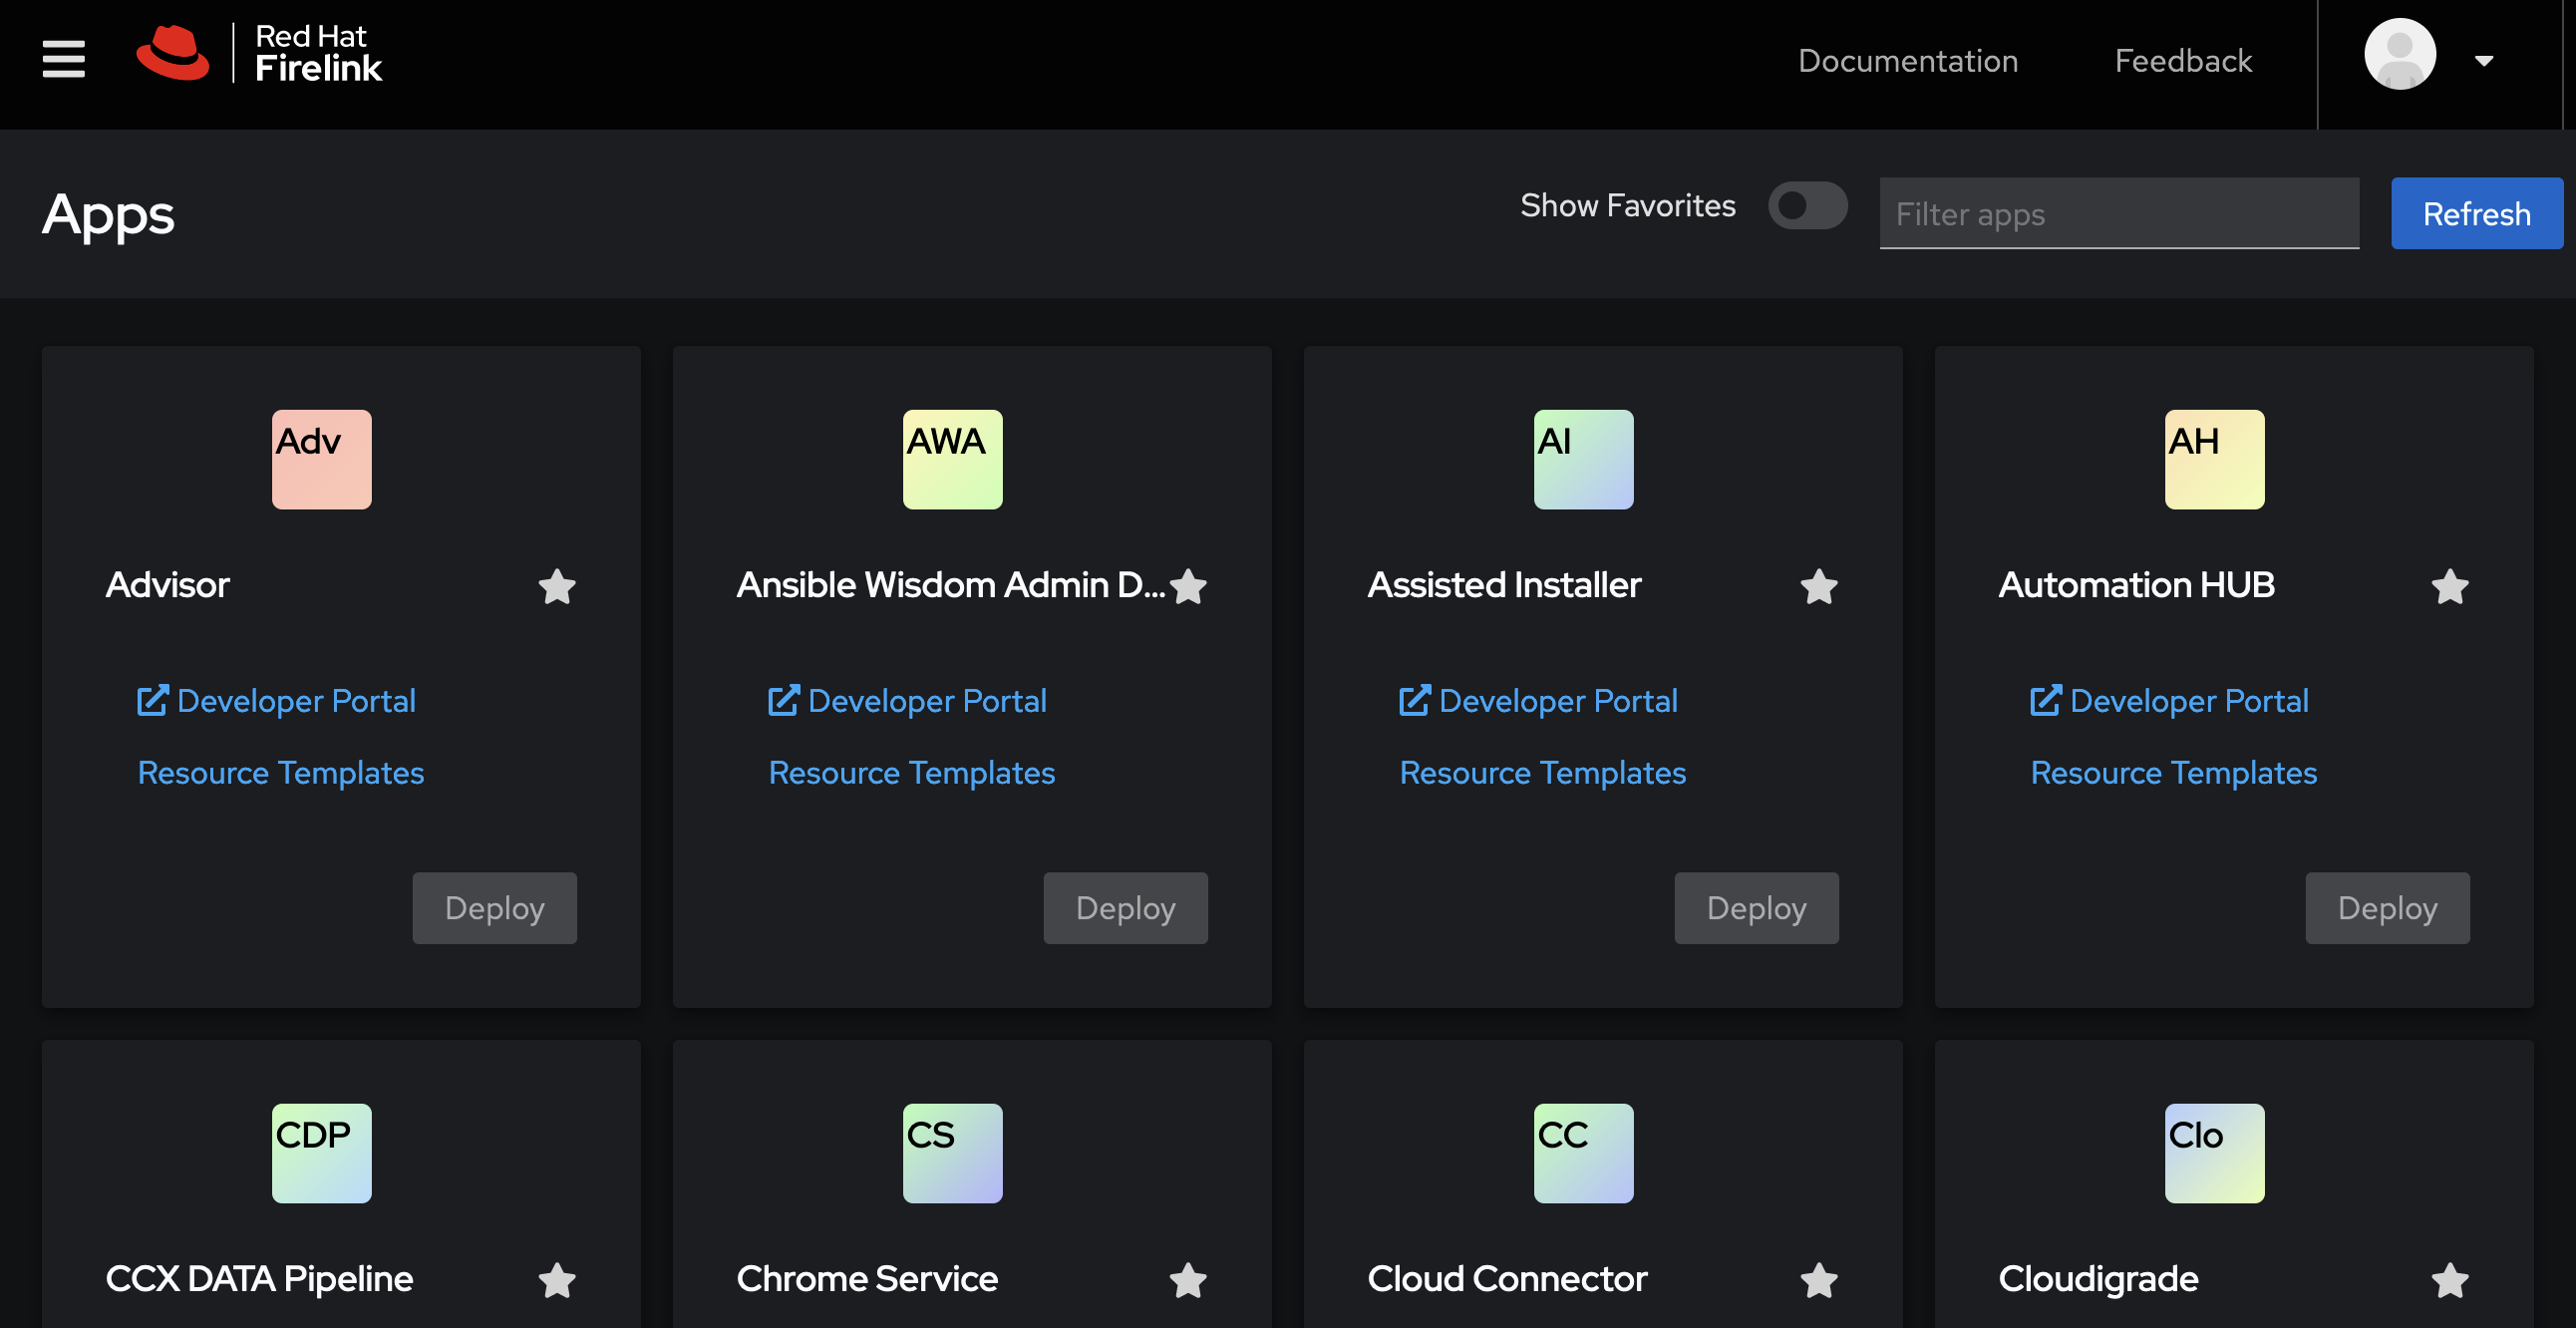 Red Hat
Firelink
Documentation
Feedback
Apps
Show Favorites
Filter apps
Refresh
Adv
AWA
AI
AH
Advisor
Ansible Wisdom Admin D...
Assisted Installer
Automation HUB
Developer Portal
Developer Portal
Developer Portal
Developer Portal
Resource Templates
Resource Templates
Resource Templates
Resource Templates
Deploy
Deploy
Deploy
Deploy
CDP
CS
CC
Clo
CCX DATA Pipeline
Chrome Service
Cloud Connector
Cloudigrade